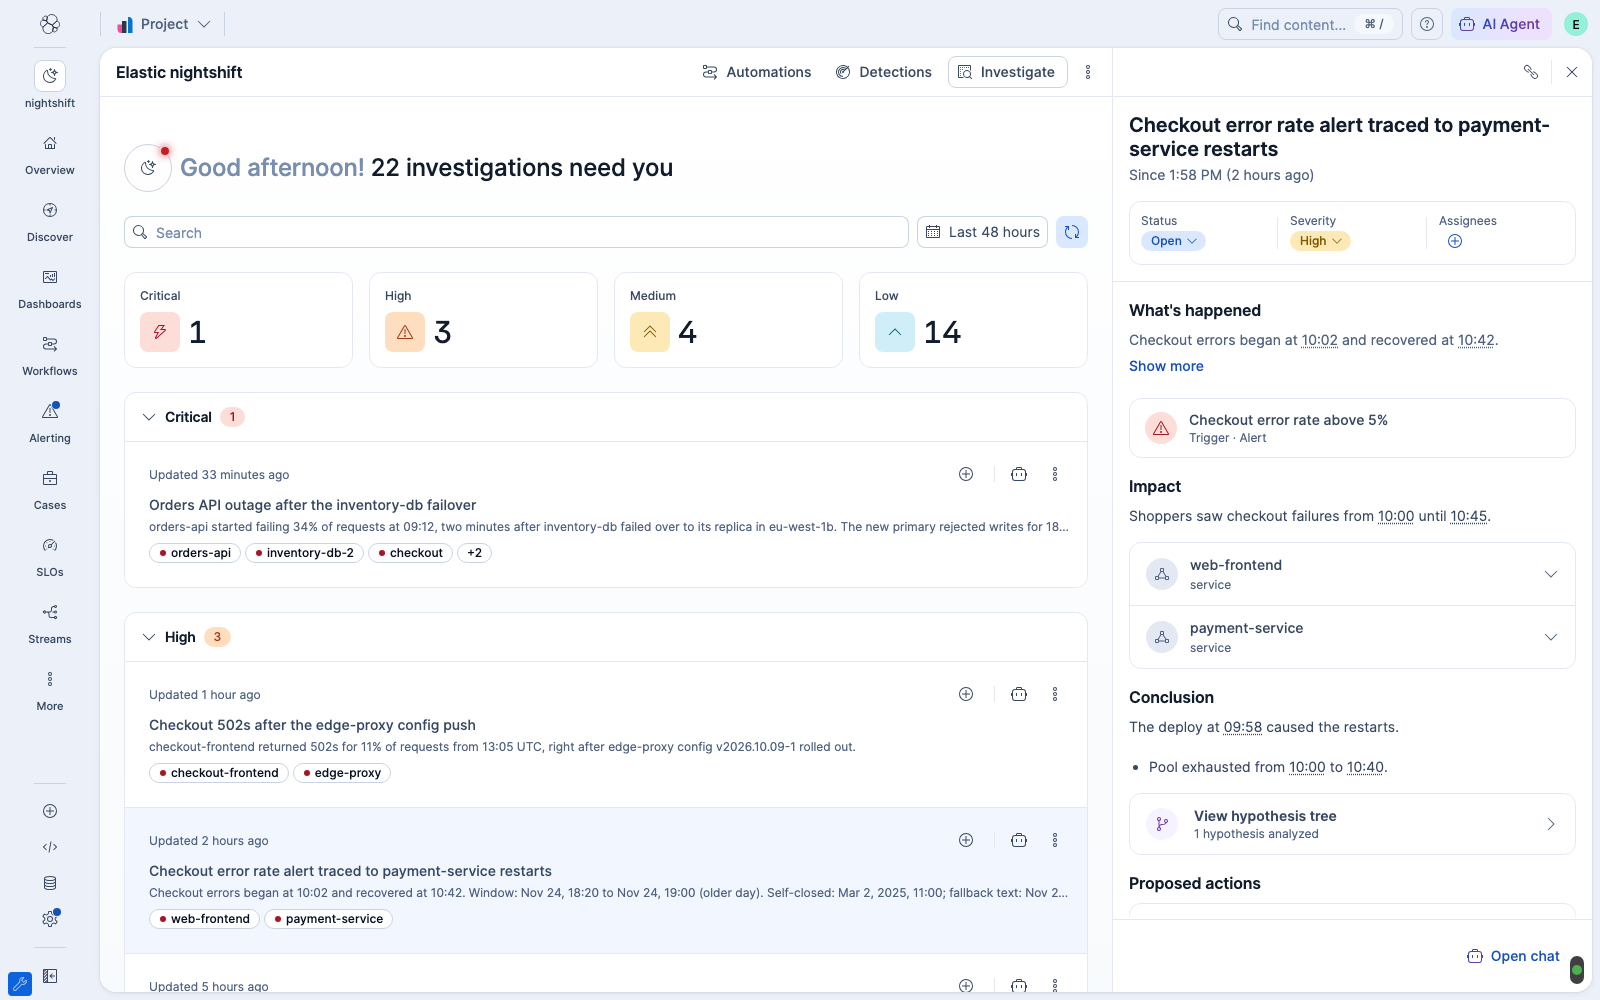 Project
Find content...
⌘ /
AI Agent
E
nightshift
Overview
Discover
Dashboards
Workflows
Alerting
Cases
SLOs
Streams
More
Elastic nightshift
Automations
Detections
Investigate
Good afternoon! 22 investigations need you
Search
Last 48 hours
Critical
1
High
3
Medium
4
Low
14
Critical 1
Updated 33 minutes ago
Orders API outage after the inventory-db failover
orders-api started failing 34% of requests at 09:12, two minutes after inventory-db failed over to its replica in eu-west-1b. The new primary rejected writes for 18...
orders-api
inventory-db-2
checkout
+2
High 3
Updated 1 hour ago
Checkout 502s after the edge-proxy config push
checkout-frontend returned 502s for 11% of requests from 13:05 UTC, right after edge-proxy config v2026.10.09-1 rolled out.
checkout-frontend
edge-proxy
Updated 2 hours ago
Checkout error rate alert traced to payment-service restarts
Checkout errors began at 10:02 and recovered at 10:42. Window: Nov 24, 18:20 to Nov 24, 19:00 (older day). Self-closed: Mar 2, 2025, 11:00; fallback text: Nov 2...
web-frontend
payment-service
Updated 5 hours ago
Checkout error rate alert traced to payment-
service restarts
Since 1:58 PM (2 hours ago)
Status
Open
Severity
High
Assignees
What's happened
Checkout errors began at 10:02 and recovered at 10:42.
Show more
Checkout error rate above 5%
Trigger · Alert
Impact
Shoppers saw checkout failures from 10:00 until 10:45.
web-frontend
service
payment-service
service
Conclusion
The deploy at 09:58 caused the restarts.
• Pool exhausted from 10:00 to 10:40.
View hypothesis tree
1 hypothesis analyzed
Proposed actions
Open chat